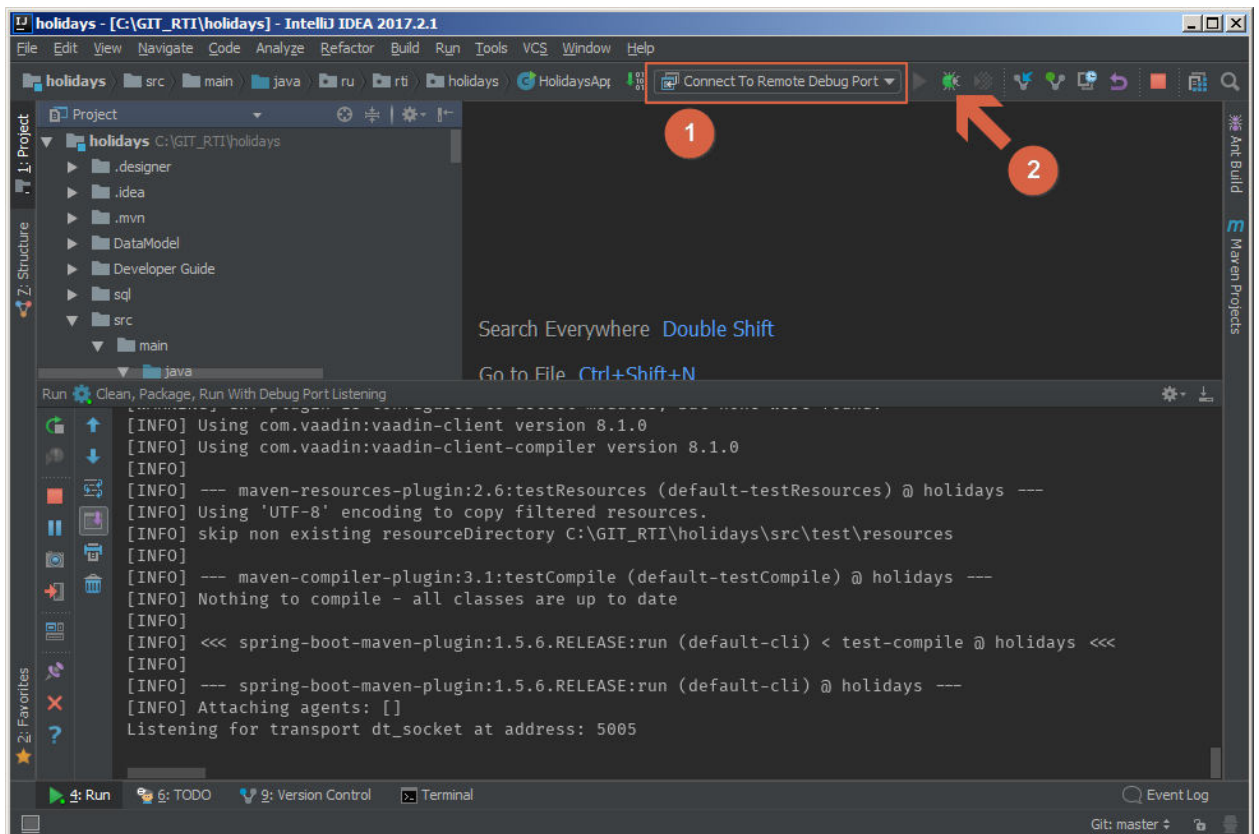 holidays - [C:\GIT_RTI\holidays] - IntelliJ IDEA 2017.2.1
File Edit View Navigate Code Analyze Refactor Build Run Tools VCS Window Help
holidays src main java ru rti holidays HolidaysApp Connect To Remote Debug Port
1
2
1: Project
Z: Structure
2: Favorites
Project
holidays C:\GIT_RTI\holidays
.designer
.idea
.mvn
DataModel
Developer Guide
sql
src
main
java
Search Everywhere Double Shift
Go to File Ctrl+Shift+N
Ant Build
m Maven Projects
Run Clean, Package, Run With Debug Port Listening
[INFO] Using com.vaadin:vaadin-client version 8.1.0
[INFO] Using com.vaadin:vaadin-client-compiler version 8.1.0
[INFO]
[INFO] --- maven-resources-plugin:2.6:testResources (default-testResources) @ holidays ---
[INFO] Using 'UTF-8' encoding to copy filtered resources.
[INFO] skip non existing resourceDirectory C:\GIT_RTI\holidays\src\test\resources
[INFO]
[INFO] --- maven-compiler-plugin:3.1:testCompile (default-testCompile) @ holidays ---
[INFO] Nothing to compile - all classes are up to date
[INFO]
[INFO] <<< spring-boot-maven-plugin:1.5.6.RELEASE:run (default-cli) < test-compile @ holidays <<<
[INFO]
[INFO] --- spring-boot-maven-plugin:1.5.6.RELEASE:run (default-cli) @ holidays ---
[INFO] Attaching agents: []
Listening for transport dt_socket at address: 5005
4: Run 6: TODO 9: Version Control Terminal Event Log
Git: master